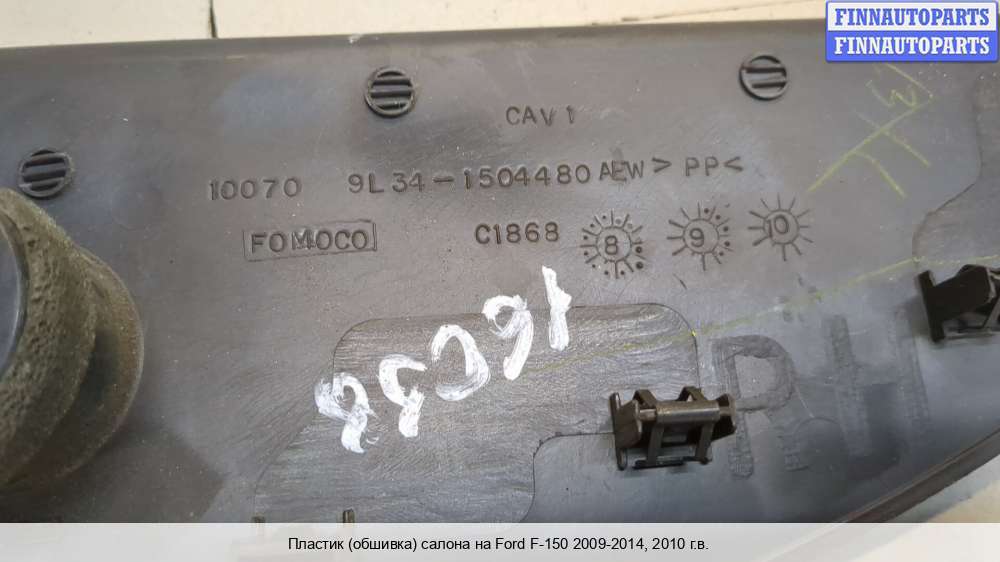 FINNAUTOPARTS
FINNAUTOPARTS
CAV 1
10070 9L34-1504480AEW >PP<
FOMOCO C1868 8 9 10
16038
RH
Пластик (обшивка) салона на Ford F-150 2009-2014, 2010 г.в.